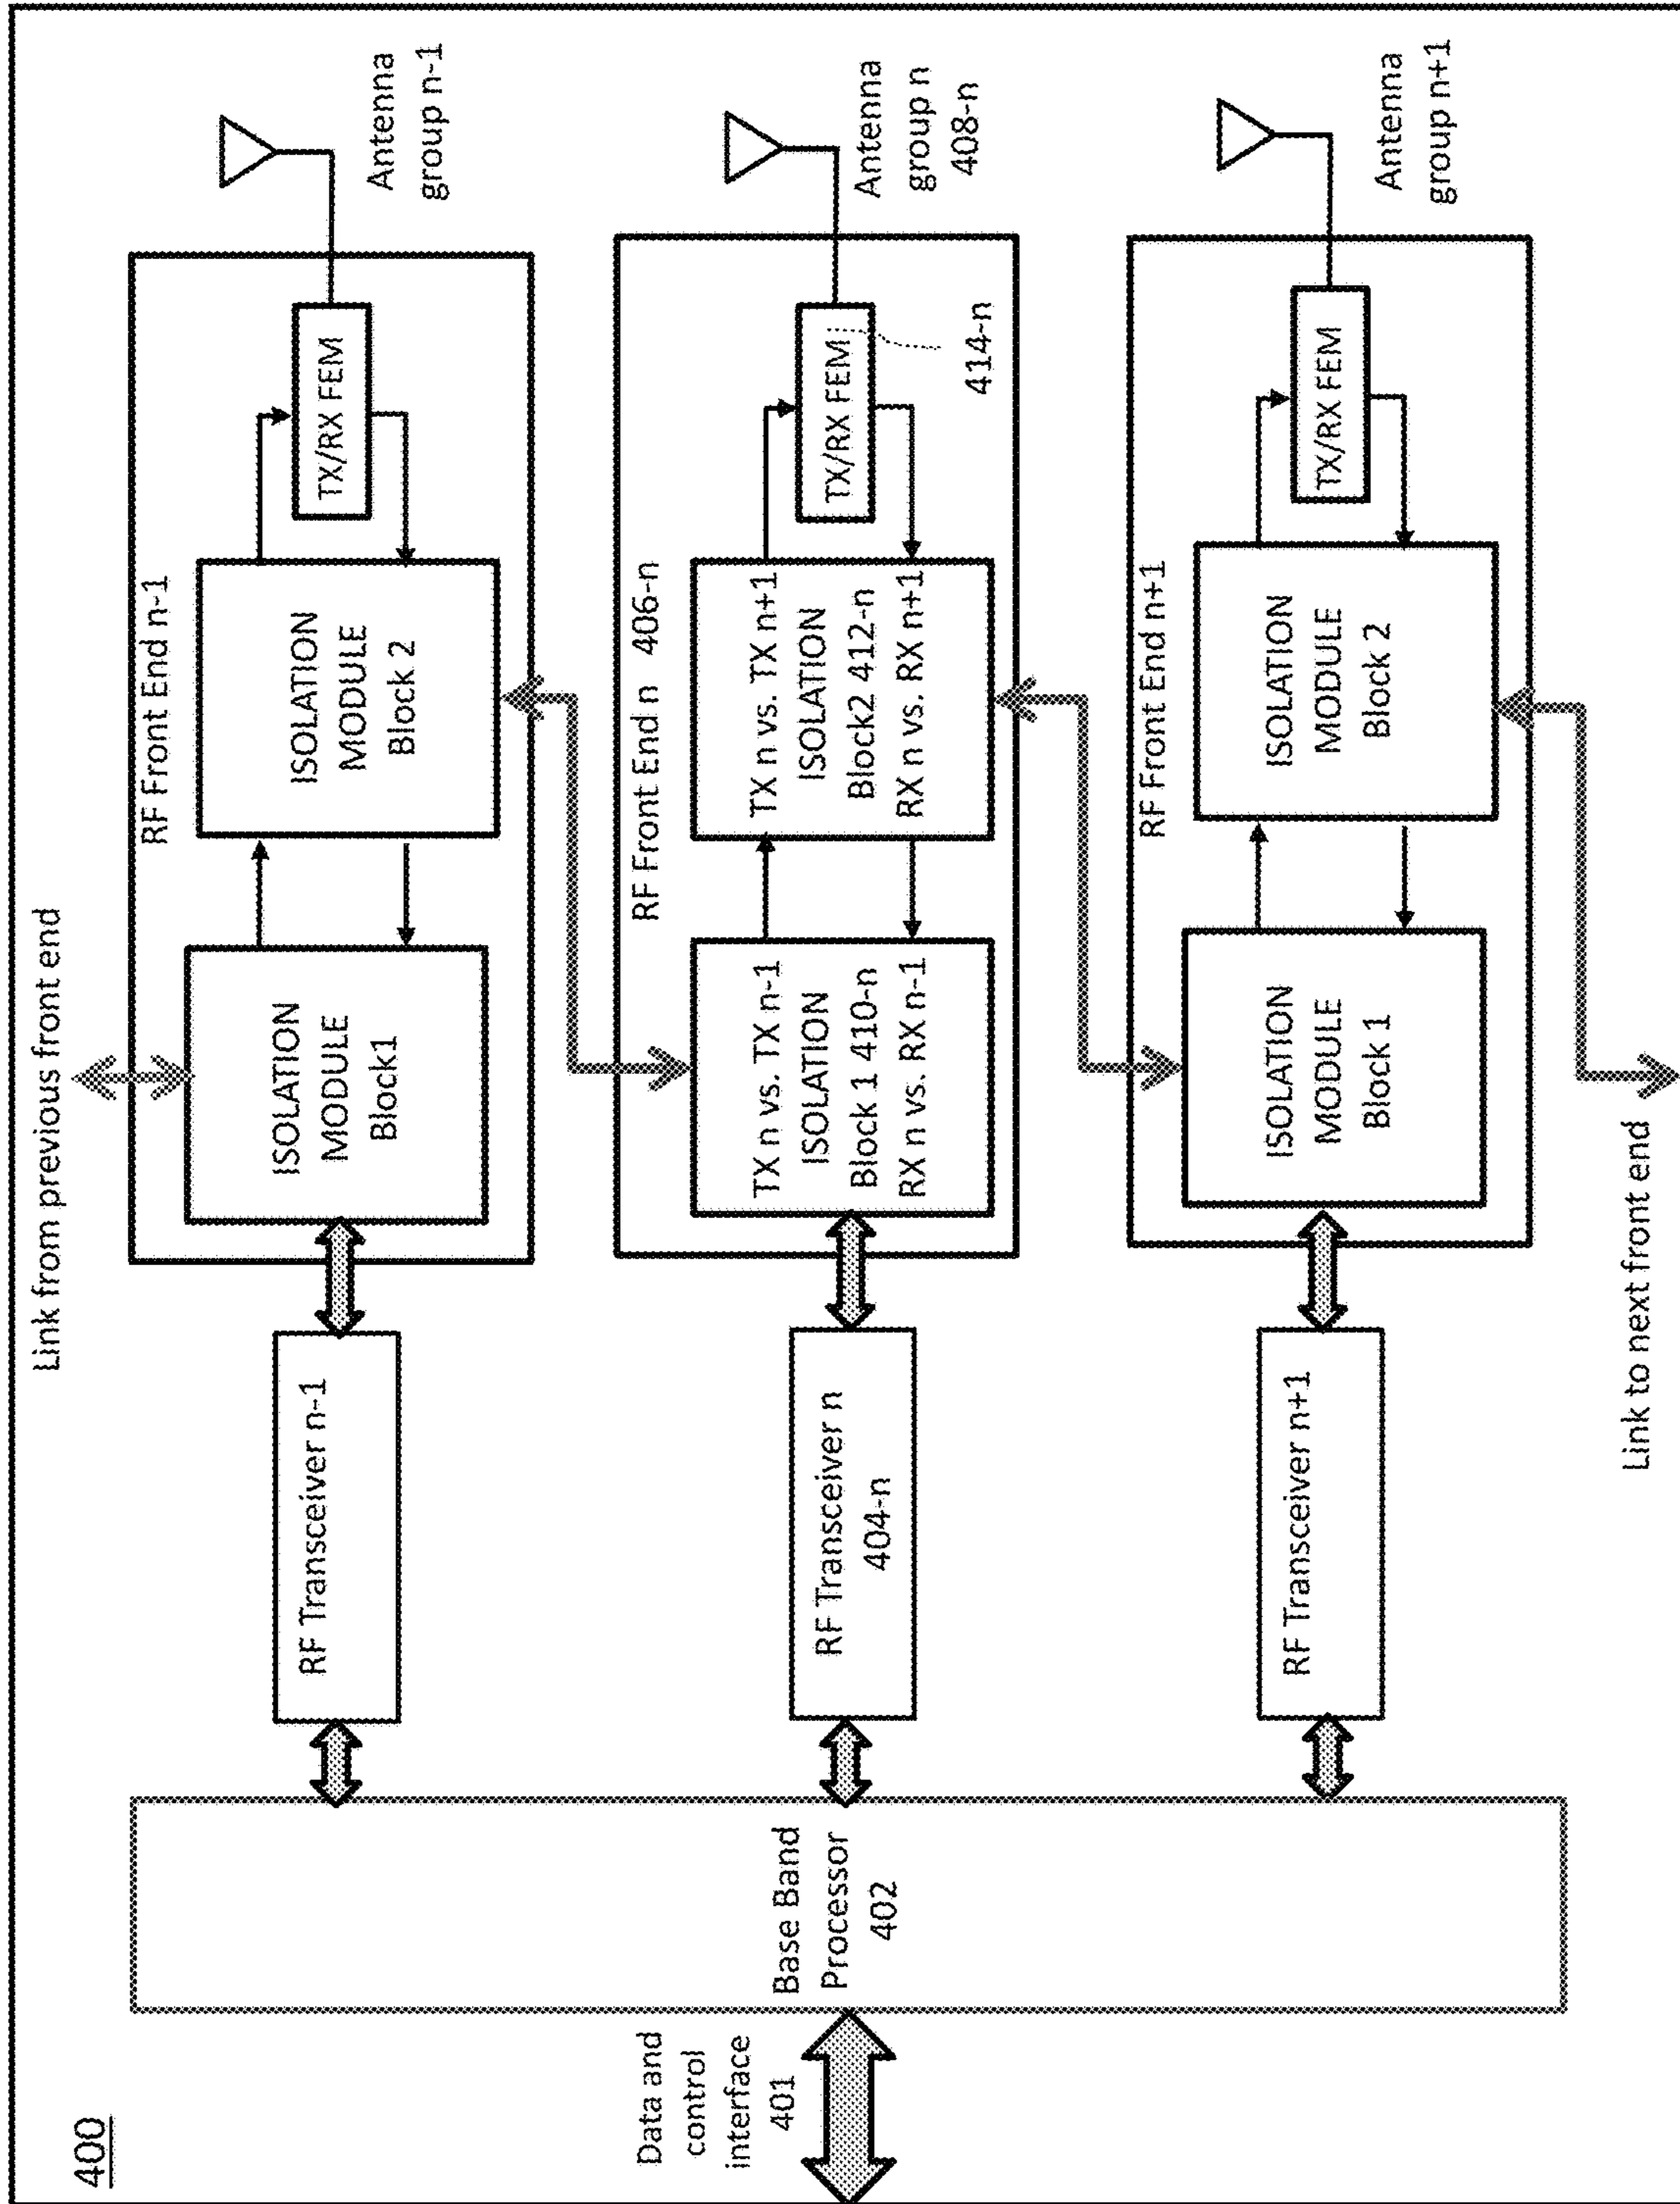 400
Link from previous front end
RF Front End n-1
ISOLATION
MODULE
Block1
ISOLATION
MODULE
Block 2
TX/RX FEM
Antenna
group n-1
RF Transceiver n-1
Data and
control
interface
401
Base Band
Processor
402
RF Transceiver n
404-n
RF Front End n 406-n
TX n vs. TX n-1
ISOLATION
Block 1 410-n
RX n vs. RX n-1
TX n vs. TX n+1
ISOLATION
Block2 412-n
RX n vs. RX n+1
TX/RX FEM
414-n
Antenna
group n
408-n
RF Transceiver n+1
RF Front End n+1
ISOLATION
MODULE
Block 1
ISOLATION
MODULE
Block 2
TX/RX FEM
Antenna
group n+1
Link to next front end